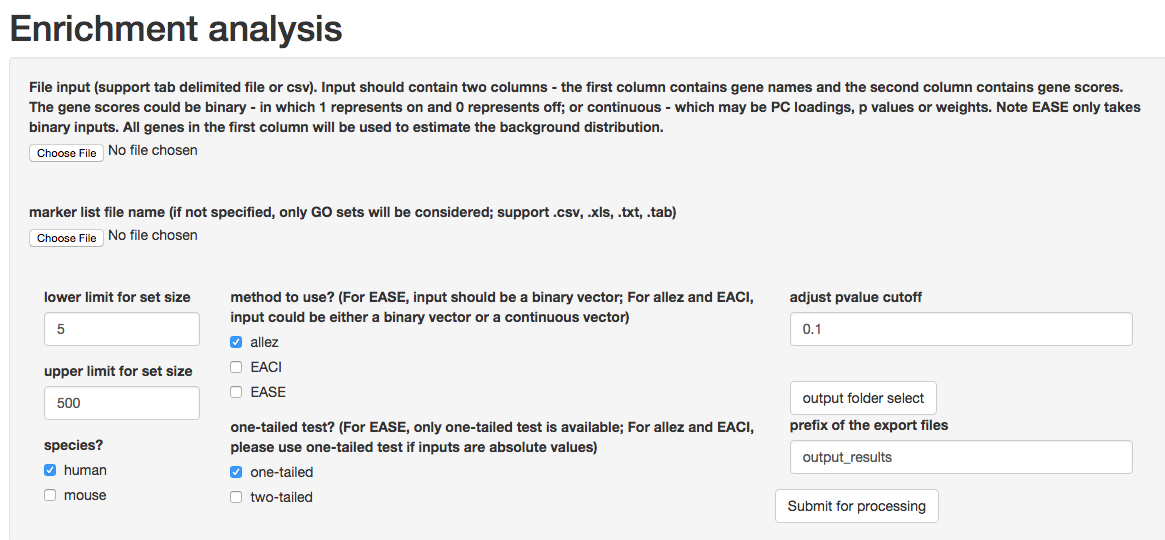 Enrichment analysis
File input (support tab delimited file or csv). Input should contain two columns - the first column contains gene names and the second column contains gene scores.
The gene scores could be binary - in which 1 represents on and 0 represents off; or continuous - which may be PC loadings, p values or weights. Note EASE only takes
binary inputs. All genes in the first column will be used to estimate the background distribution.
Choose File No file chosen
marker list file name (if not specified, only GO sets will be considered; support .csv, .xls, .txt, .tab)
Choose File No file chosen
lower limit for set size
5
upper limit for set size
500
species?
human
mouse
method to use? (For EASE, input should be a binary vector; For allez and EACI,
input could be either a binary vector or a continuous vector)
allez
EACI
EASE
one-tailed test? (For EASE, only one-tailed test is available; For allez and EACI,
please use one-tailed test if inputs are absolute values)
one-tailed
two-tailed
adjust pvalue cutoff
0.1
output folder select
prefix of the export files
output_results
Submit for processing